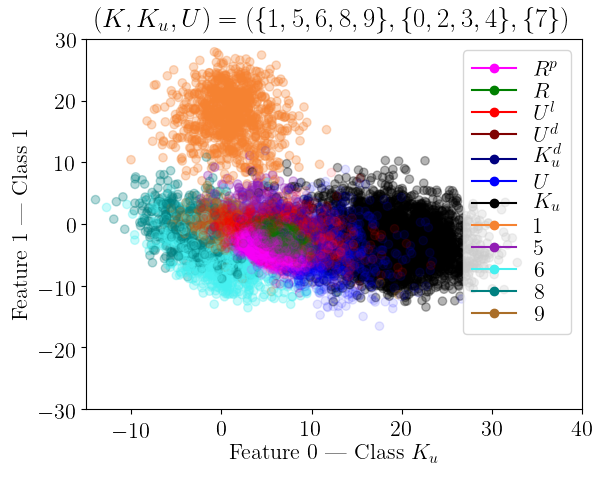 (K, K_u, U) = ({1, 5, 6, 8, 9}, {0, 2, 3, 4}, {7})
30
20
10
0
−10
−20
−30
Feature 1 — Class 1
−10 0 10 20 30 40
Feature 0 — Class K_u
R^p
R
U^l
U^d
K_u^d
U
K_u
1
5
6
8
9